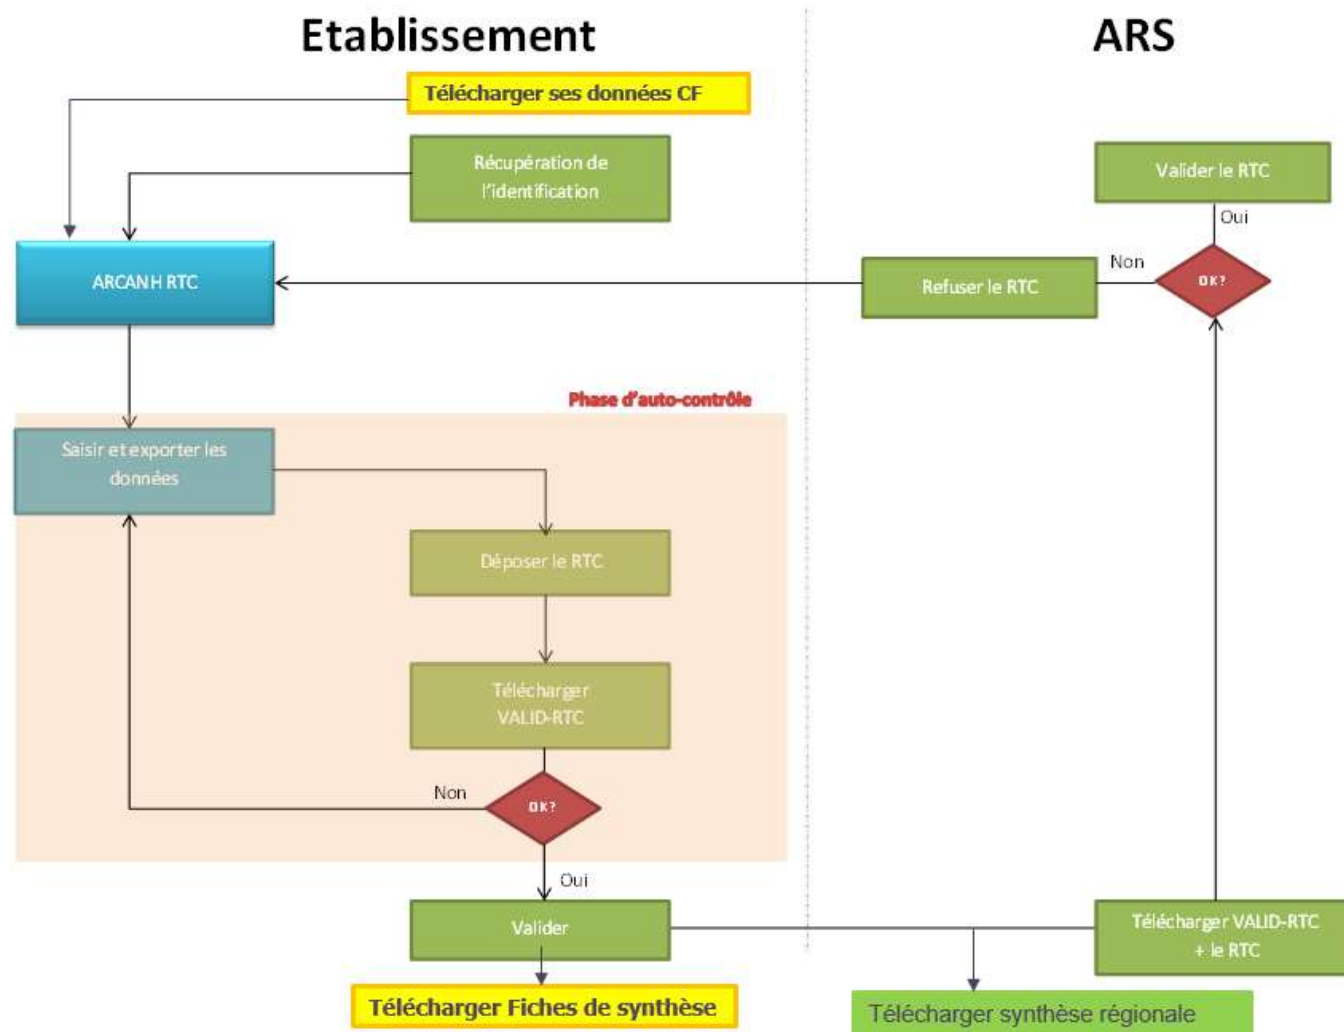 Etablissement
ARS
Télécharger ses données CF
Récupération de
l'identification
Valider le RTC
Oui
OK?
Non
Refuser le RTC
ARCANH RTC
Phase d'auto-contrôle
Saisir et exporter les
données
Déposer le RTC
Télécharger
VALID-RTC
OK?
Non
Oui
Valider
Télécharger VALID-RTC
+ le RTC
Télécharger Fiches de synthèse
Télécharger synthèse régionale